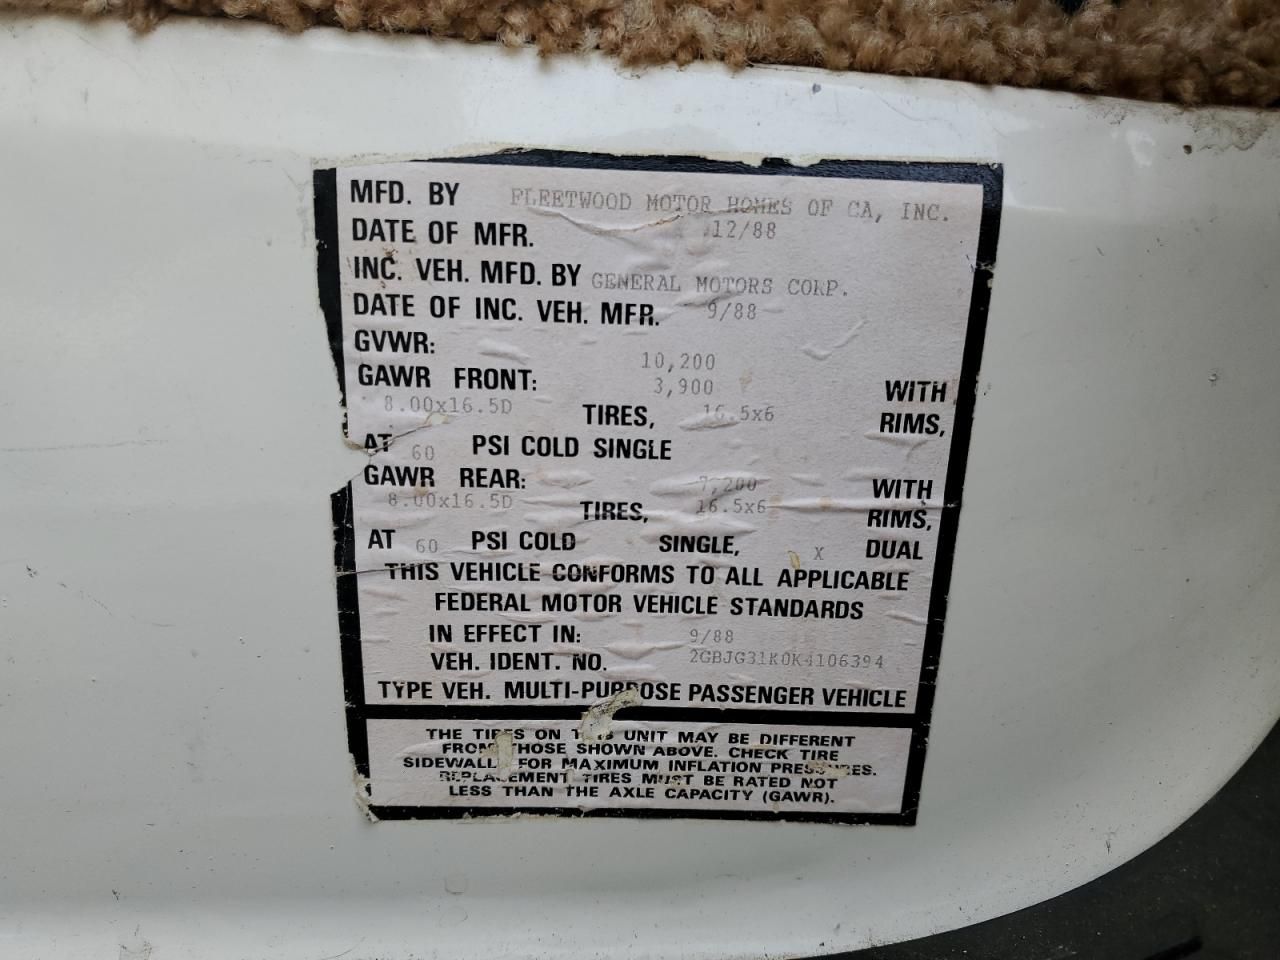 MFD. BY FLEETWOOD MOTOR HOMES OF CA, INC.
DATE OF MFR. 12/88
INC. VEH. MFD. BY GENERAL MOTORS CORP.
DATE OF INC. VEH. MFR. 9/88
GVWR: 10,200
GAWR FRONT: 3,900 WITH
8.00x16.5D TIRES, 16.5x6 RIMS,
AT 60 PSI COLD SINGLE
GAWR REAR: 7,200 WITH
8.00x16.5D TIRES, 16.5x6 RIMS,
AT 60 PSI COLD SINGLE, X DUAL
THIS VEHICLE CONFORMS TO ALL APPLICABLE
FEDERAL MOTOR VEHICLE STANDARDS
IN EFFECT IN: 9/88
VEH. IDENT. NO. 2GBJG31K0K4106394
TYPE VEH. MULTI-PURPOSE PASSENGER VEHICLE
THE TIRES ON THIS UNIT MAY BE DIFFERENT
FROM THOSE SHOWN ABOVE. CHECK TIRE
SIDEWALL FOR MAXIMUM INFLATION PRESSURES.
REPLACEMENT TIRES MUST BE RATED NOT
LESS THAN THE AXLE CAPACITY (GAWR).